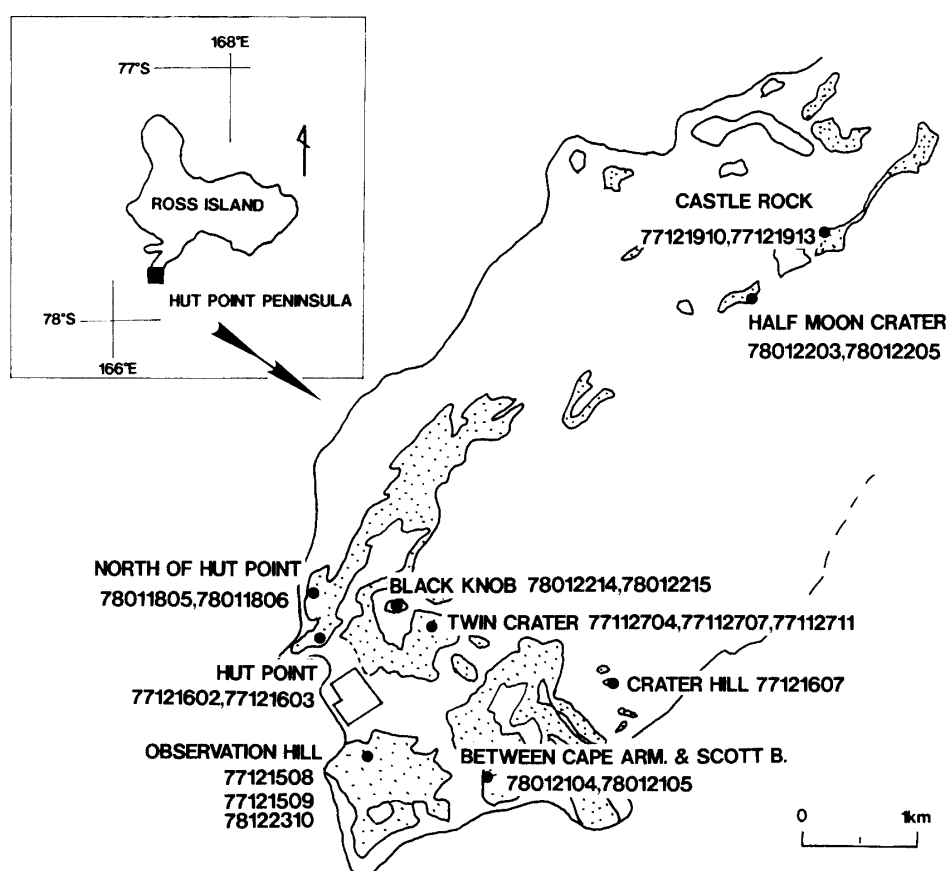 168°E
77°S
ROSS ISLAND
HUT POINT PENINSULA
78°S
166°E
CASTLE ROCK
77121910,77121913
HALF MOON CRATER
78012203,78012205
NORTH OF HUT POINT
78011805,78011806
BLACK KNOB 78012214,78012215
TWIN CRATER 77112704,77112707,77112711
HUT POINT
77121602,77121603
CRATER HILL 77121607
OBSERVATION HILL
77121508
77121509
78122310
BETWEEN CAPE ARM. & SCOTT B.
78012104,78012105
0 1km